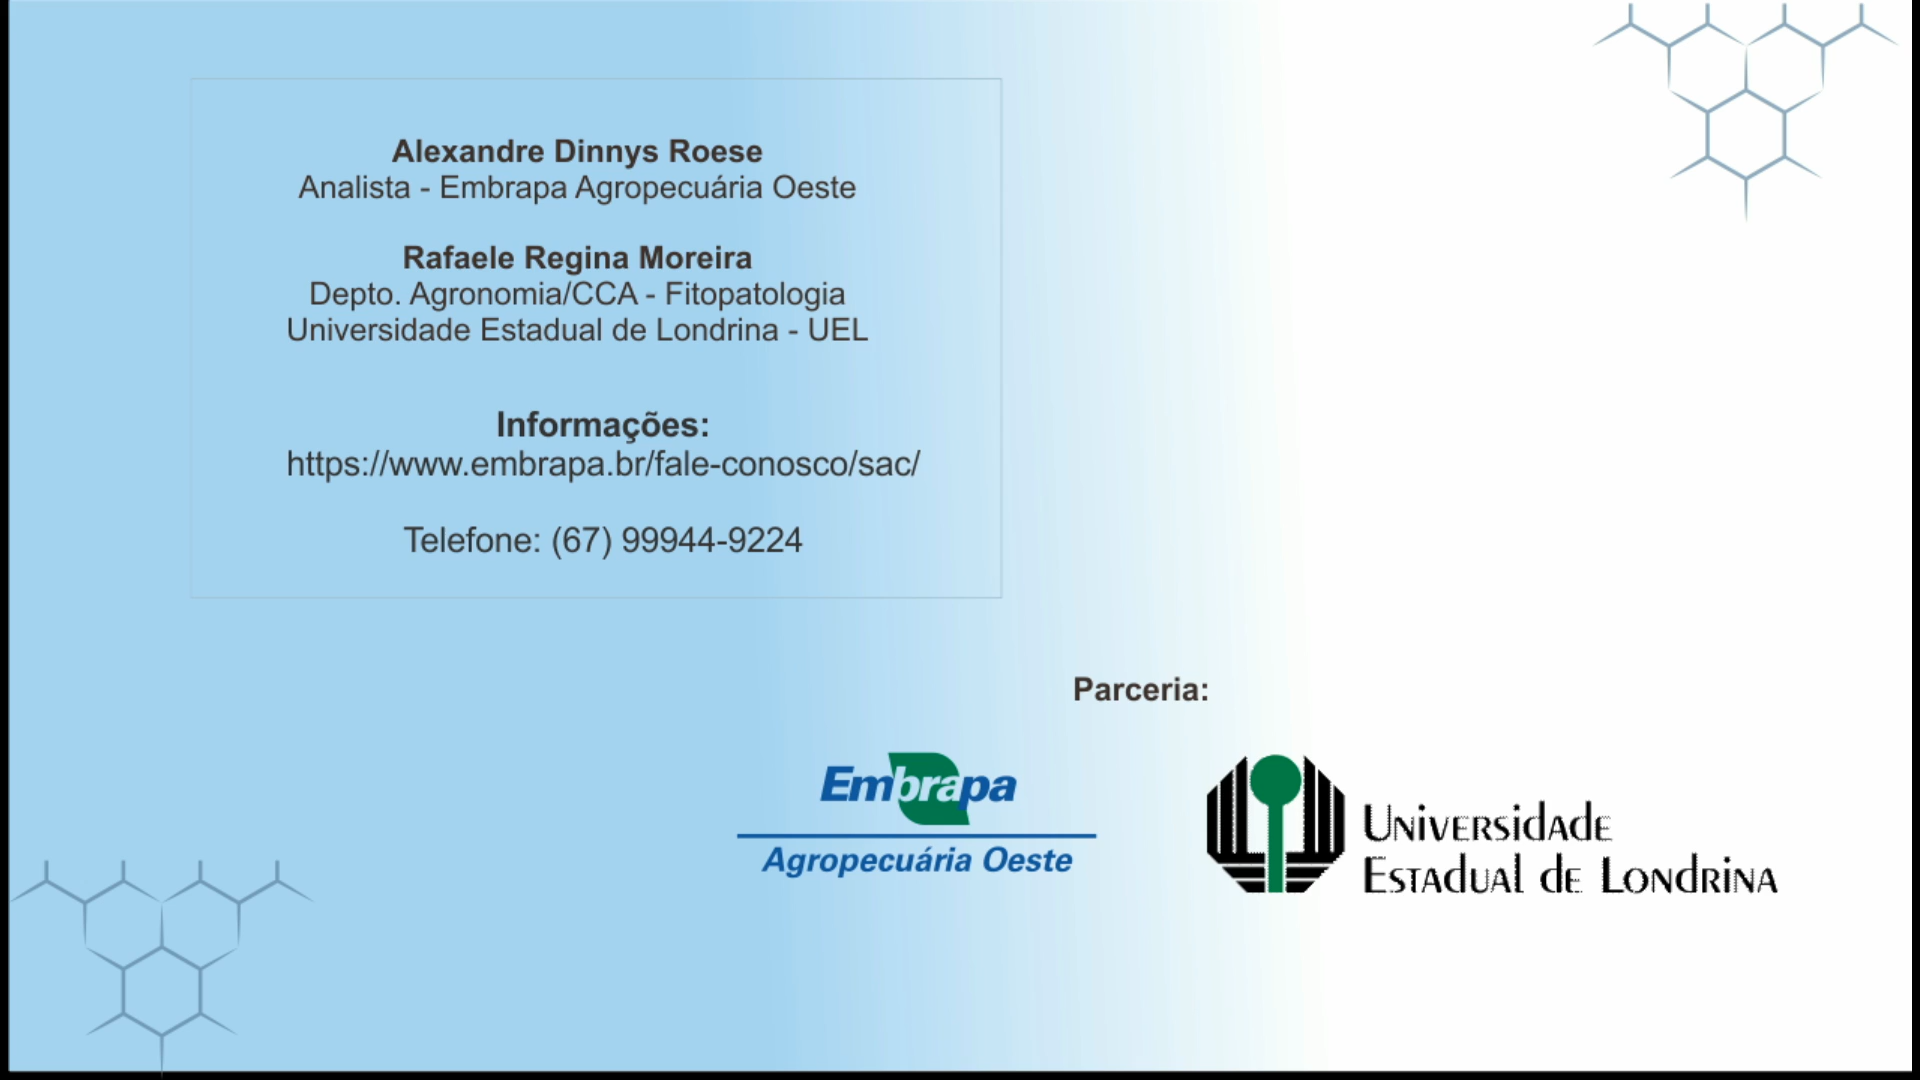 Alexandre Dinnys Roese
Analista - Embrapa Agropecuária Oeste
Rafaele Regina Moreira
Depto. Agronomia/CCA - Fitopatologia
Universidade Estadual de Londrina - UEL
Informações:
https://www.embrapa.br/fale-conosco/sac/
Telefone: (67) 99944-9224
Parceria:
Embrapa
Agropecuária Oeste
Universidade
Estadual de Londrina